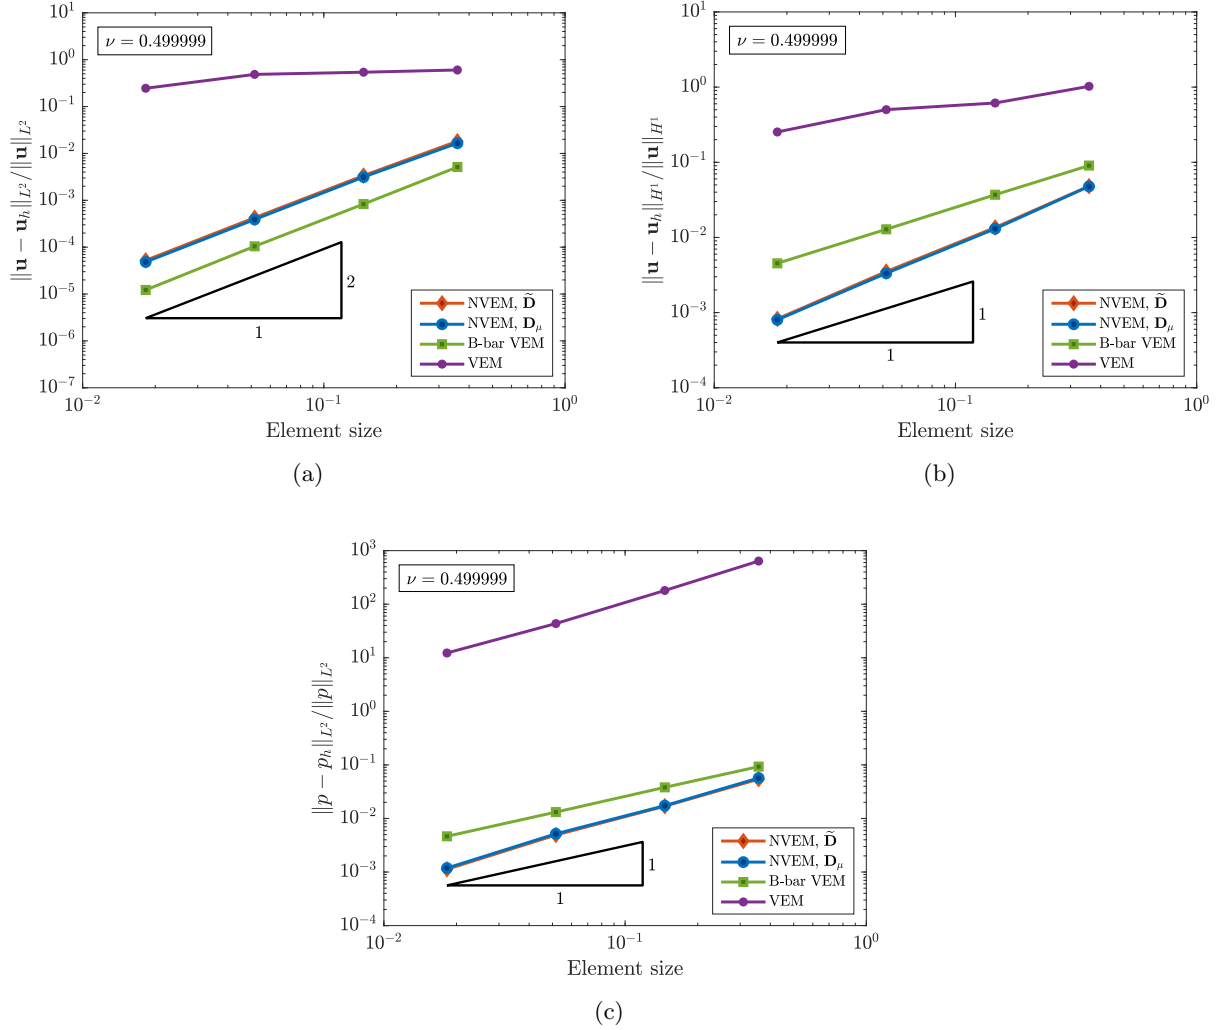 ν = 0.499999
10^1
10^0
10^-1
10^-2
10^-3
10^-4
10^-5
10^-6
10^-7
10^-2
10^-1
10^0
‖u − u_h‖_{L^2}/‖u‖_{L^2}
Element size
2
1
NVEM, D̃
NVEM, D_μ
B-bar VEM
VEM
(a)
ν = 0.499999
10^1
10^0
10^-1
10^-2
10^-3
10^-4
10^-2
10^-1
10^0
‖u − u_h‖_{H^1}/‖u‖_{H^1}
Element size
1
1
NVEM, D̃
NVEM, D_μ
B-bar VEM
VEM
(b)
ν = 0.499999
10^3
10^2
10^1
10^0
10^-1
10^-2
10^-3
10^-4
10^-2
10^-1
10^0
‖p − p_h‖_{L^2}/‖p‖_{L^2}
Element size
1
1
NVEM, D̃
NVEM, D_μ
B-bar VEM
VEM
(c)